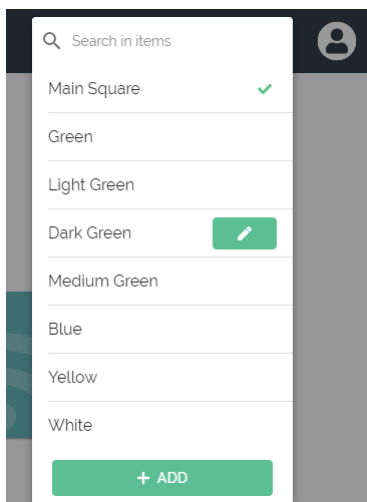 Search in items
Main Square
Green
Light Green
Dark Green
Medium Green
Blue
Yellow
White
+ ADD